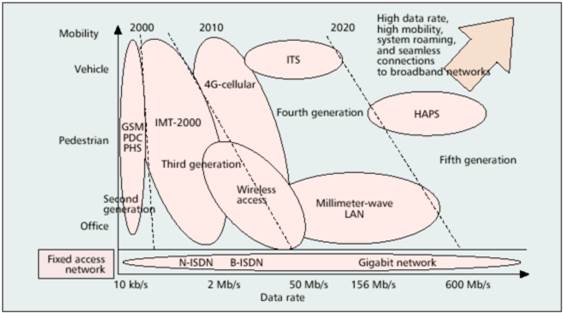 Mobility
2000
2010
2020
High data rate,
high mobility,
system roaming,
and seamless
connections
to broadband networks
Vehicle
ITS
4G-cellular
Fourth generation
HAPS
GSM
PDC
PHS
IMT-2000
Pedestrian
Third generation
Fifth generation
Wireless
access
Millimeter-wave
LAN
Second
generation
Office
Fixed access
network
N-ISDN
B-ISDN
Gigabit network
10 kb/s
2 Mb/s
50 Mb/s
156 Mb/s
600 Mb/s
Data rate